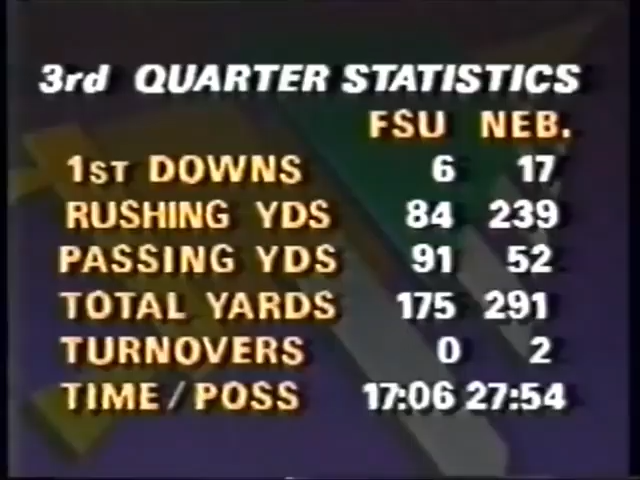 3rd QUARTER STATISTICS
FSU NEB.
1ST DOWNS 6 17
RUSHING YDS 84 239
PASSING YDS 91 52
TOTAL YARDS 175 291
TURNOVERS 0 2
TIME/POSS 17:06 27:54